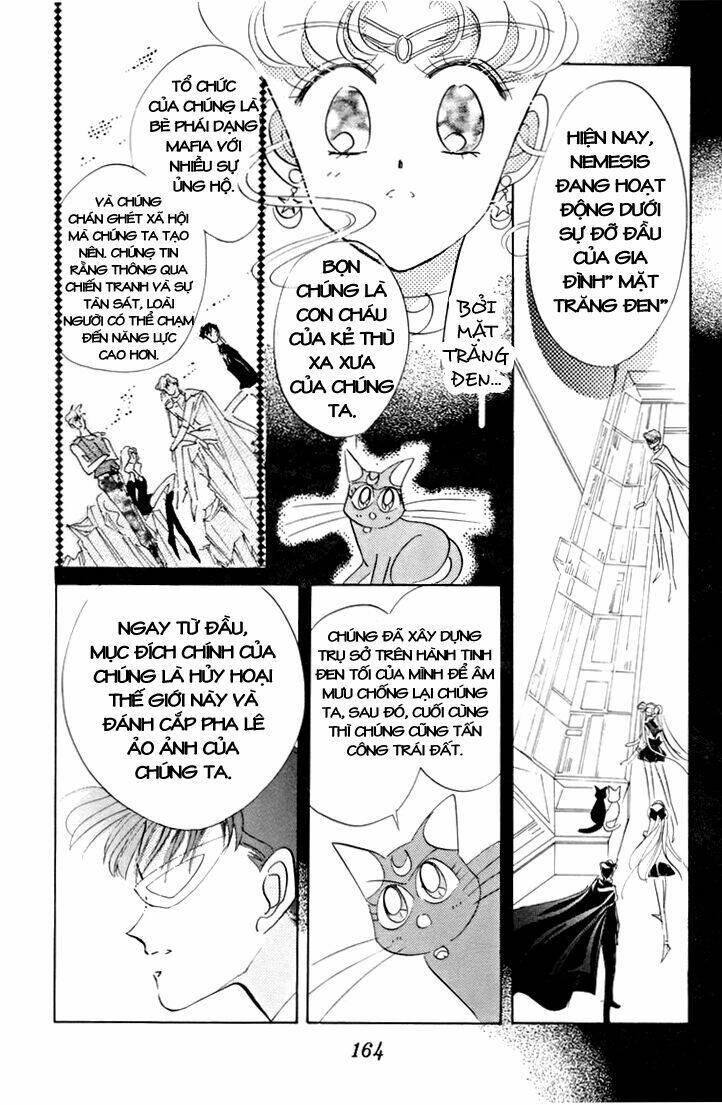 HIỆN NAY,
NEMESIS
ĐANG HOẠT
ĐỘNG DƯỚI
SỰ ĐỠ ĐẦU
CỦA GIA
ĐÌNH" MẶT
TRĂNG ĐEN"
BỞI
MẶT
TRĂNG
ĐEN...
BỌN
CHÚNG LÀ
CON CHÁU
CỦA KẺ THÙ
XA XƯA
CỦA CHÚNG
TA.
TỔ CHỨC
CỦA CHÚNG LÀ
BÈ PHÁI DẠNG
MAFIA VỚI
NHIỀU SỰ
ỦNG HỘ.
VÀ CHÚNG
CHÁN GHÉT XÃ HỘI
MÀ CHÚNG TA TẠO
NÊN. CHÚNG TIN
RẰNG THÔNG QUA
CHIẾN TRANH VÀ SỰ
TÀN SÁT, LOÀI
NGƯỜI CÓ THỂ CHẠM
ĐẾN NĂNG LỰC
CAO HƠN.
CHÚNG ĐÃ XÂY DỰNG
TRỤ SỞ TRÊN HÀNH TINH
ĐEN TỐI CỦA MÌNH ĐỂ ÂM
MƯU CHỐNG LẠI CHÚNG
TA, SAU ĐÓ, CUỐI CÙNG
THÌ CHÚNG CŨNG TẤN
CÔNG TRÁI ĐẤT.
NGAY TỪ ĐẦU,
MỤC ĐÍCH CHÍNH CỦA
CHÚNG LÀ HỦY HOẠI
THẾ GIỚI NÀY VÀ
ĐÁNH CẮP PHA LÊ
ẢO ẢNH CỦA
CHÚNG TA.
164